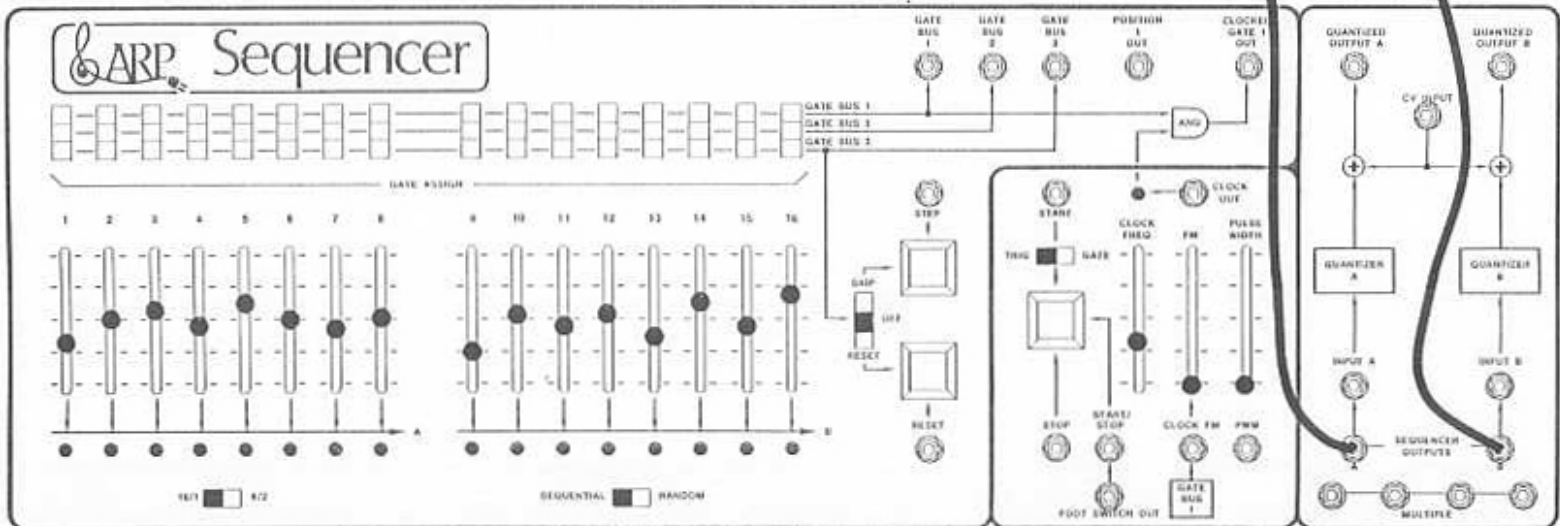 ARP Sequencer
GATE BUS 1
GATE BUS 2
GATE BUS 3
POSITION 1 OUT
CLOCKED GATE 1 OUT
QUANTIZED OUTPUT A
QUANTIZED OUTPUT B
CV INPUT
GATE BUS 1
GATE BUS 2
GATE BUS 3
AND
GATE ASSIGN
1 2 3 4 5 6 7 8
9 10 11 12 13 14 15 16
STEP
START
CLOCK OUT
CLOCK FREQ
FM
PULSE WIDTH
TRIG
GATE
QUANTIZER A
QUANTIZER B
STEP
OFF
RESET
INPUT A
INPUT B
A
B
RESET
STOP
START/ STOP
CLOCK FM
PWM
SEQUENCER OUTPUTS
A
B
16/1
8/2
SEQUENTIAL
RANDOM
FOOT SWITCH OUT
GATE BUS 1
MULTIPLE